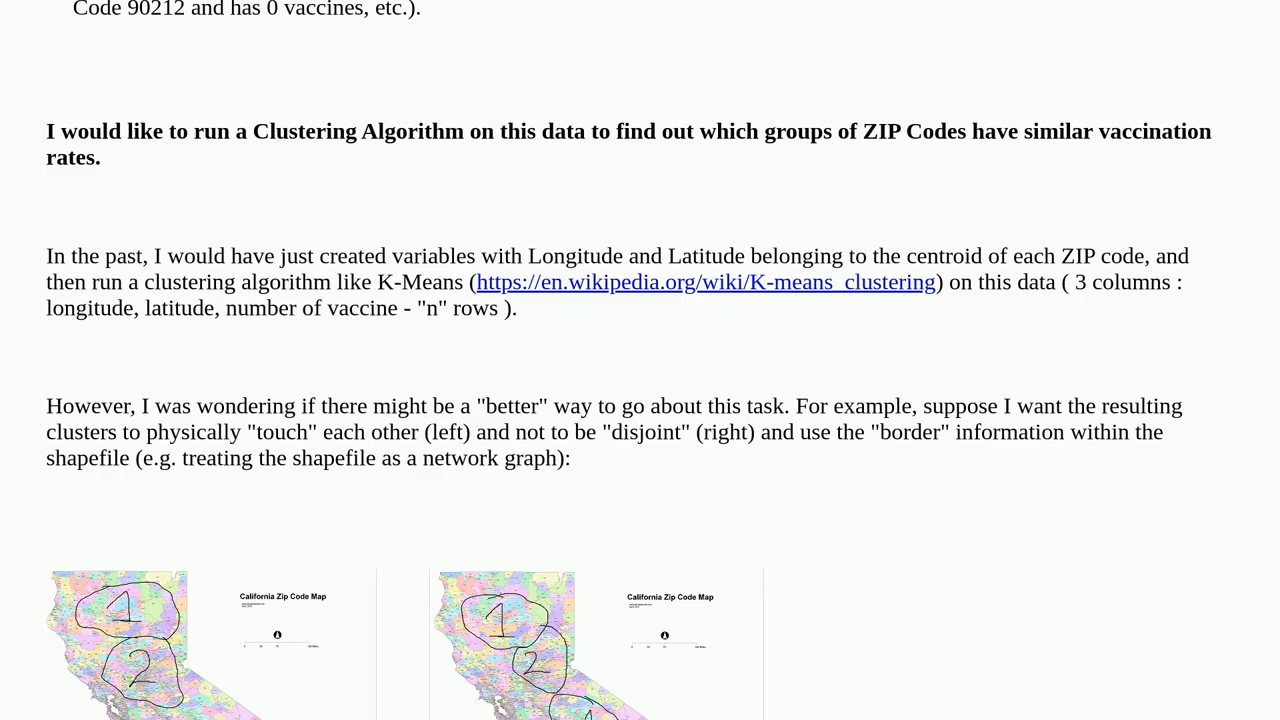 Code 90212 and has 0 vaccines, etc.).
I would like to run a Clustering Algorithm on this data to find out which groups of ZIP Codes have similar vaccination
rates.
In the past, I would have just created variables with Longitude and Latitude belonging to the centroid of each ZIP code, and
then run a clustering algorithm like K-Means (https://en.wikipedia.org/wiki/K-means_clustering) on this data ( 3 columns :
longitude, latitude, number of vaccine - "n" rows ).
However, I was wondering if there might be a "better" way to go about this task. For example, suppose I want the resulting
clusters to physically "touch" each other (left) and not to be "disjoint" (right) and use the "border" information within the
shapefile (e.g. treating the shapefile as a network graph):
California Zip Code Map
1
2
California Zip Code Map
1
2